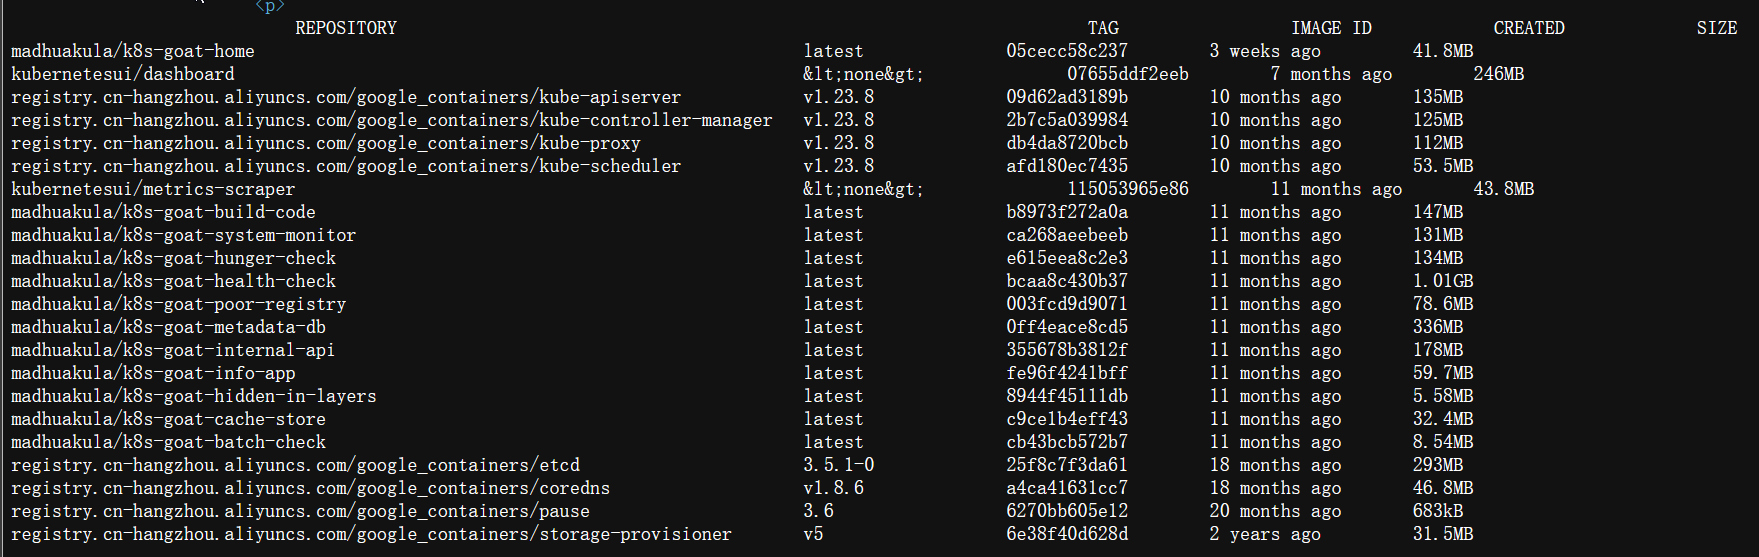 <p>
REPOSITORY TAG IMAGE ID CREATED SIZE
madhuakula/k8s-goat-home latest 05cecc58c237 3 weeks ago 41.8MB
kubernetesui/dashboard &lt;none&gt; 07655ddf2eeb 7 months ago 246MB
registry.cn-hangzhou.aliyuncs.com/google_containers/kube-apiserver v1.23.8 09d62ad3189b 10 months ago 135MB
registry.cn-hangzhou.aliyuncs.com/google_containers/kube-controller-manager v1.23.8 2b7c5a039984 10 months ago 125MB
registry.cn-hangzhou.aliyuncs.com/google_containers/kube-proxy v1.23.8 db4da8720bcb 10 months ago 112MB
registry.cn-hangzhou.aliyuncs.com/google_containers/kube-scheduler v1.23.8 afd180ec7435 10 months ago 53.5MB
kubernetesui/metrics-scraper &lt;none&gt; 115053965e86 11 months ago 43.8MB
madhuakula/k8s-goat-build-code latest b8973f272a0a 11 months ago 147MB
madhuakula/k8s-goat-system-monitor latest ca268aeebeeb 11 months ago 131MB
madhuakula/k8s-goat-hunger-check latest e615eea8c2e3 11 months ago 134MB
madhuakula/k8s-goat-health-check latest bcaa8c430b37 11 months ago 1.01GB
madhuakula/k8s-goat-poor-registry latest 003fcd9d9071 11 months ago 78.6MB
madhuakula/k8s-goat-metadata-db latest 0ff4eace8cd5 11 months ago 336MB
madhuakula/k8s-goat-internal-api latest 355678b3812f 11 months ago 178MB
madhuakula/k8s-goat-info-app latest fe96f4241bff 11 months ago 59.7MB
madhuakula/k8s-goat-hidden-in-layers latest 8944f45111db 11 months ago 5.58MB
madhuakula/k8s-goat-cache-store latest c9ce1b4eff43 11 months ago 32.4MB
madhuakula/k8s-goat-batch-check latest cb43bcb572b7 11 months ago 8.54MB
registry.cn-hangzhou.aliyuncs.com/google_containers/etcd 3.5.1-0 25f8c7f3da61 18 months ago 293MB
registry.cn-hangzhou.aliyuncs.com/google_containers/coredns v1.8.6 a4ca41631cc7 18 months ago 46.8MB
registry.cn-hangzhou.aliyuncs.com/google_containers/pause 3.6 6270bb605e12 20 months ago 683kB
registry.cn-hangzhou.aliyuncs.com/google_containers/storage-provisioner v5 6e38f40d628d 2 years ago 31.5MB